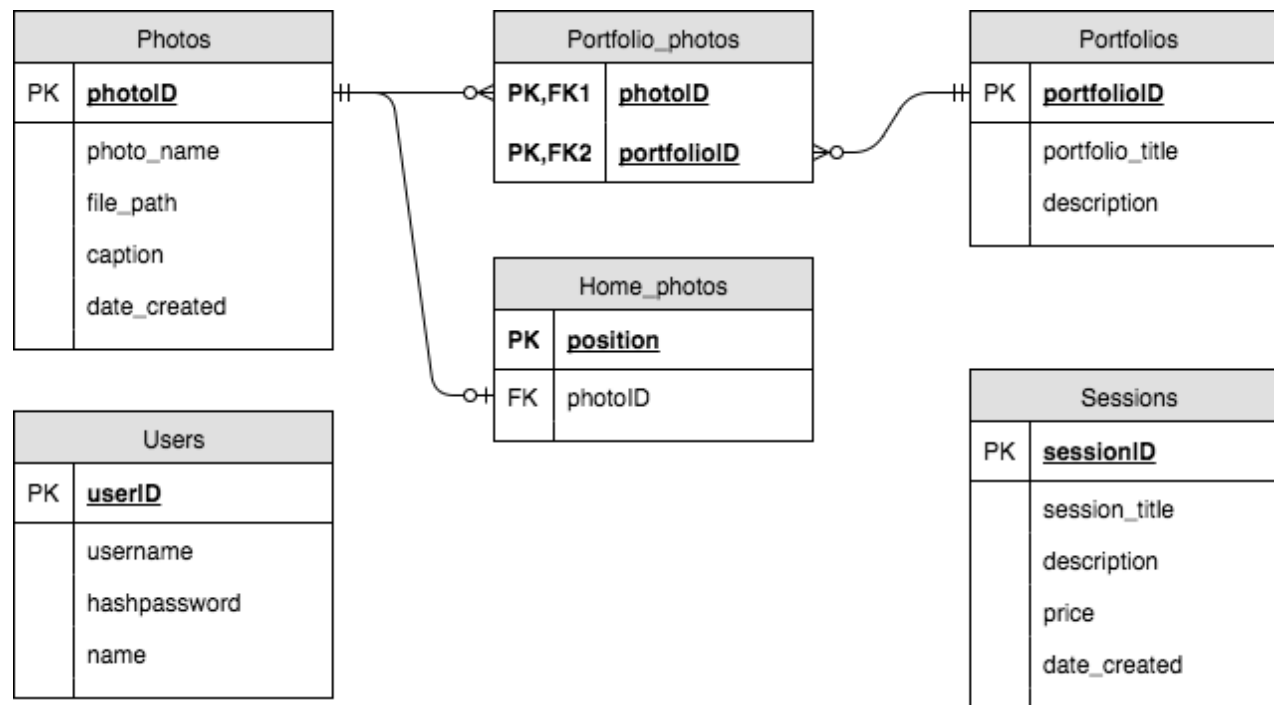 Photos
PK photoID
photo_name
file_path
caption
date_created
Portfolio_photos
PK,FK1 photoID
PK,FK2 portfolioID
Portfolios
PK portfolioID
portfolio_title
description
Home_photos
PK position
FK photoID
Users
PK userID
username
hashpassword
name
Sessions
PK sessionID
session_title
description
price
date_created